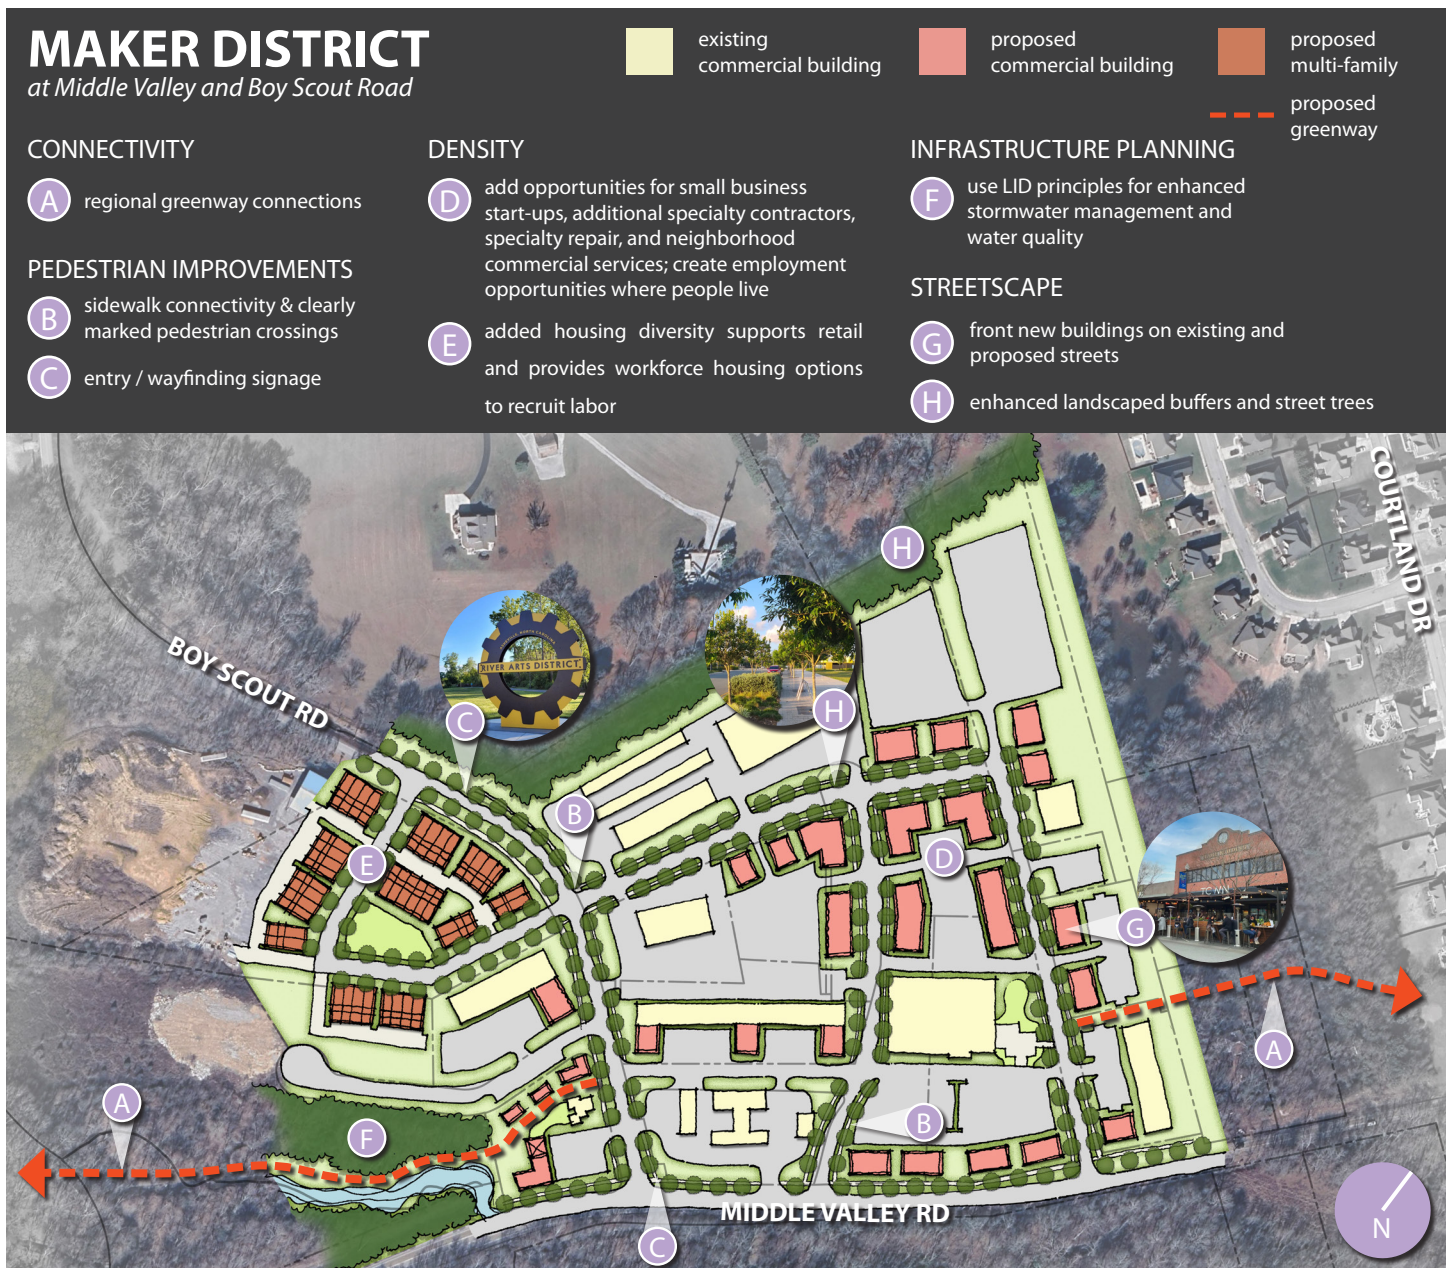 MAKER DISTRICT
at Middle Valley and Boy Scout Road
existing
commercial building
proposed
commercial building
proposed
multi-family
proposed
greenway
CONNECTIVITY
A
regional greenway connections
PEDESTRIAN IMPROVEMENTS
B
sidewalk connectivity & clearly
marked pedestrian crossings
C
entry / wayfinding signage
DENSITY
D
add opportunities for small business
start-ups, additional specialty contractors,
specialty repair, and neighborhood
commercial services; create employment
opportunities where people live
E
added housing diversity supports retail
and provides workforce housing options
to recruit labor
INFRASTRUCTURE PLANNING
F
use LID principles for enhanced
stormwater management and
water quality
STREETSCAPE
G
front new buildings on existing and
proposed streets
H
enhanced landscaped buffers and street trees
COURTLAND DR
H
BOY SCOUT RD
RIVER ARTS DISTRICT
C
H
B
E
D
G
A
A
F
B
MIDDLE VALLEY RD
C
N